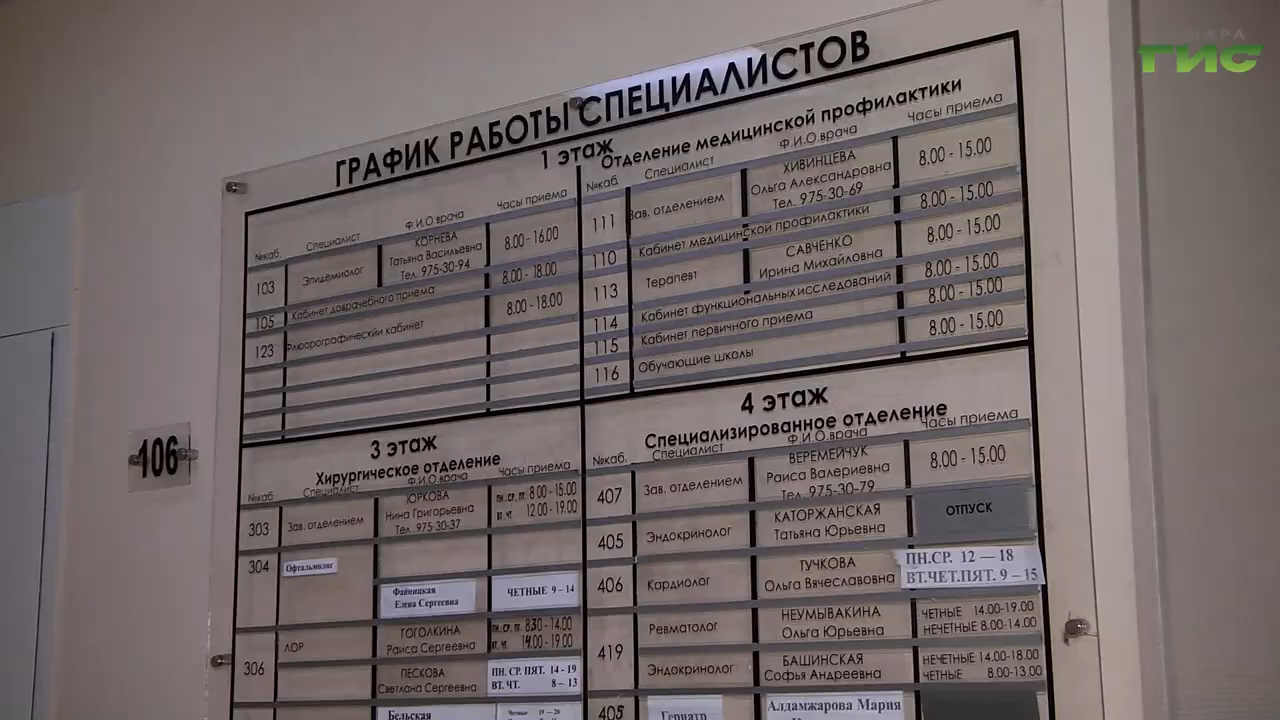 САМАРА
ГИС
ГРАФИК РАБОТЫ СПЕЦИАЛИСТОВ
1 этаж
№каб. Специалист Ф.И.О врача Часы приема
103 Эпидемиолог КОРНЕВА Татьяна Васильевна Тел. 975-30-94 8.00 - 16.00
105 Кабинет доврачебного приема 8.00 - 18.00
123 Флюорографический кабинет 8.00 - 18.00
Отделение медицинской профилактики
№каб. Специалист Ф.И.О.врача Часы приема
111 Зав. отделением ХИВИНЦЕВА Ольга Александровна Тел. 975-30-69 8.00 - 15.00
110 Кабинет медицинской профилактики 8.00 - 15.00
113 Терапевт САВЧЕНКО Ирина Михайловна 8.00 - 15.00
114 Кабинет функциональных исследований 8.00 - 15.00
115 Кабинет первичного приема 8.00 - 15.00
116 Обучающие школы 8.00 - 15.00
106
3 этаж
Хирургическое отделение
№каб. Специалист Ф.И.О врача Часы приема
303 Зав. отделением ЮРКОВА Нина Григорьевна Тел. 975-30-37 ПН. СР. ПТ. 8.00 - 15.00 ВТ. ЧТ. 12.00 - 19.00
304 Офтальмолог
Елена Сергеевна ЧЕТНЫЕ 9 – 14
306 ЛОР ГОГОЛКИНА Раиса Сергеевна ПН. СР. ПТ. 8.30 - 14.00 ВТ. ЧТ. 14.00 - 19.00
ПЕСКОВА Светлана Сергеевна ПН. СР. ПЯТ. 14 - 19 ВТ. ЧТ. 8 – 13
Бельская
4 этаж
Специализированное отделение
№каб. Специалист Ф.И.О.врача Часы приема
407 Зав. отделением ВЕРЕМЕЙЧУК Раиса Валериевна Тел. 975-30-79 8.00 - 15.00
405 Эндокринолог КАТОРЖАНСКАЯ Татьяна Юрьевна ОТПУСК
406 Кардиолог ТУЧКОВА Ольга Вячеславовна ПН.СР. 12 — 18 ВТ.ЧЕТ.ПЯТ. 9 – 15
419 Ревматолог НЕУМЫВАКИНА Ольга Юрьевна ЧЕТНЫЕ 14.00-19.00 НЕЧЕТНЫЕ 8.00-14.00
Эндокринолог БАШИНСКАЯ Софья Андреевна НЕЧЕТНЫЕ 14.00-18.00 ЧЕТНЫЕ 8.00-13.00
405 Гериатр Алдамжарова Мария